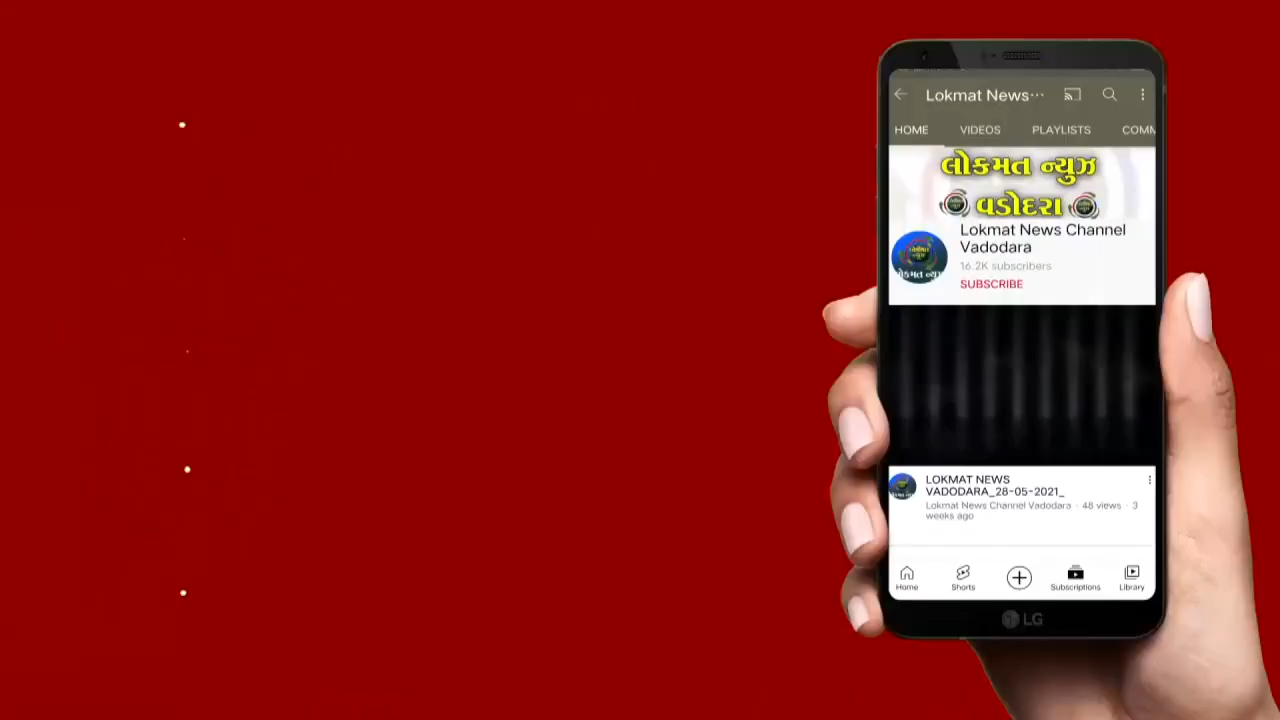 Lokmat News...
HOME VIDEOS PLAYLISTS COMM
લોકમત ન્યુઝ
વડોદરા
Lokmat News Channel
Vadodara
16.2K subscribers
SUBSCRIBE
LOKMAT NEWS
VADODARA_28-05-2021_
Lokmat News Channel Vadodara · 48 views · 3
weeks ago
Home Shorts Subscriptions Library
LG